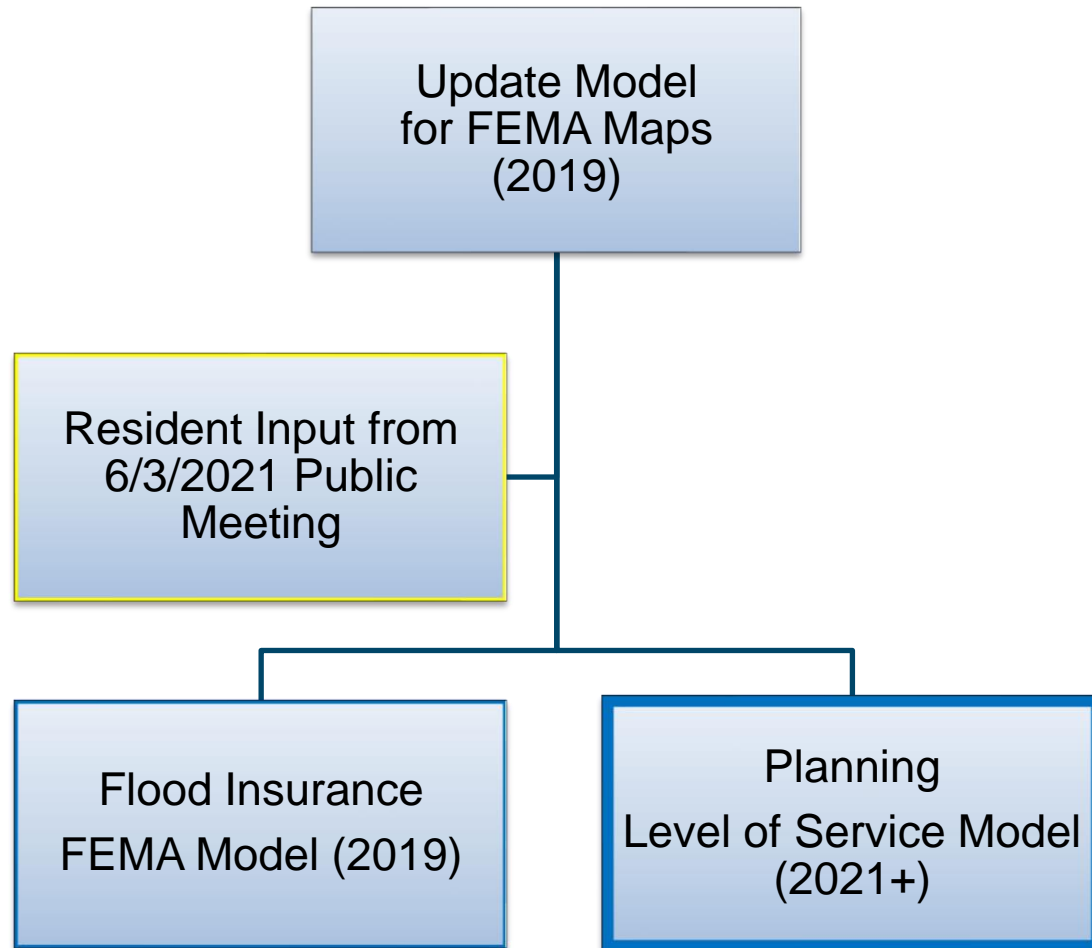 Update Model
for FEMA Maps
(2019)
Resident Input from
6/3/2021 Public
Meeting
Flood Insurance
FEMA Model (2019)
Planning
Level of Service Model
(2021+)